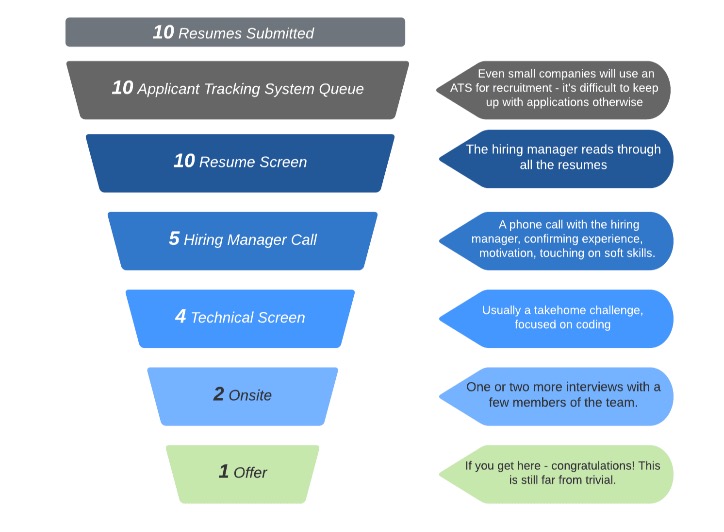 10 Resumes Submitted
10 Applicant Tracking System Queue
Even small companies will use an
ATS for recruitment - it's difficult to keep
up with applications otherwise
10 Resume Screen
The hiring manager reads through
all the resumes
5 Hiring Manager Call
A phone call with the hiring
manager, confirming experience,
motivation, touching on soft skills.
4 Technical Screen
Usually a takehome challenge,
focused on coding
2 Onsite
One or two more interviews with a
few members of the team.
1 Offer
If you get here - congratulations! This
is still far from trivial.